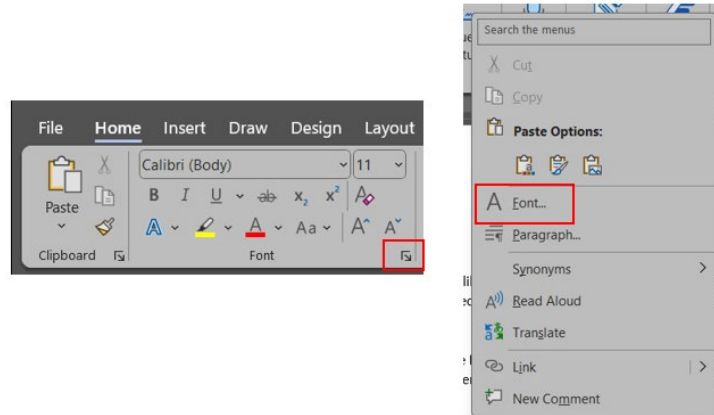 File Home Insert Draw Design Layout
Calibri (Body) 11
Paste
B I U ab x₂ x² A
A A Aa A^ Aˇ
Clipboard Font
Search the menus
Cut
Copy
Paste Options:
Font...
Paragraph...
Synonyms
Read Aloud
Translate
Link
New Comment